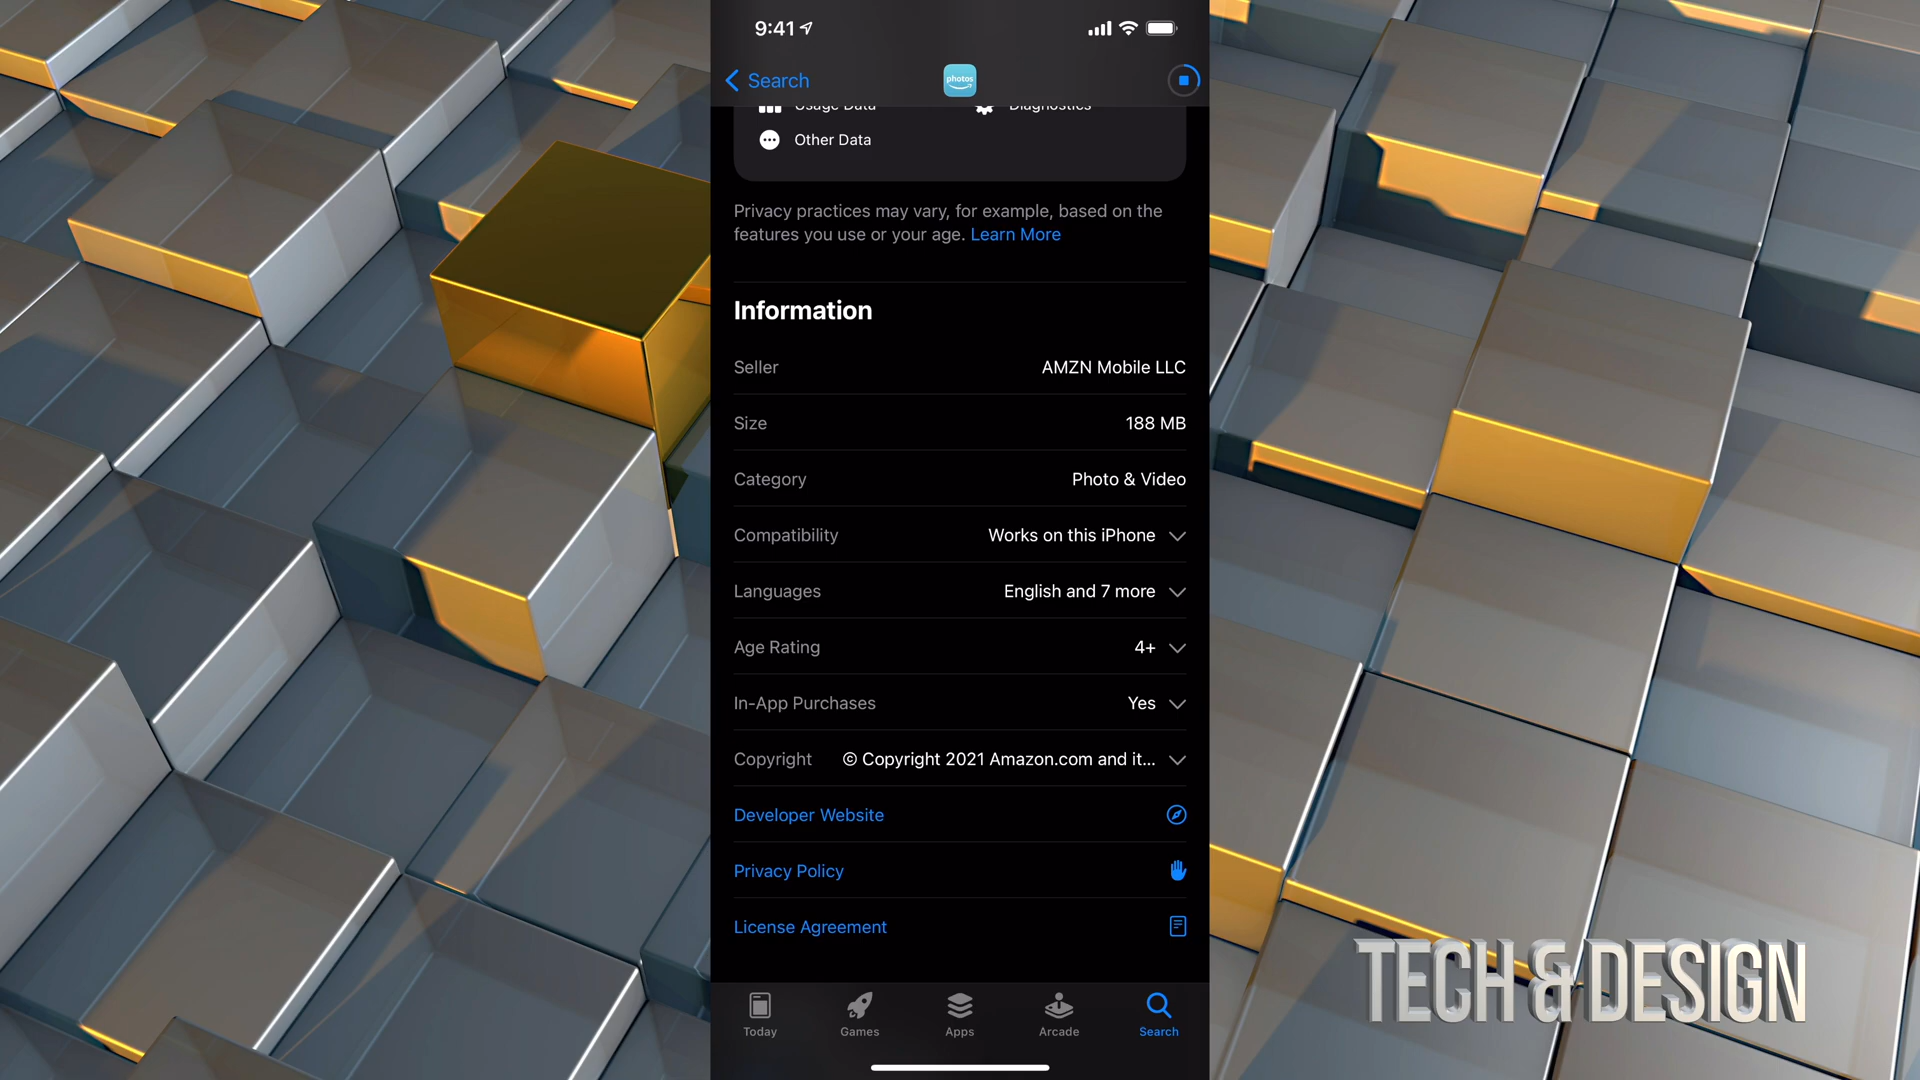 9:41
Search
photos
Usage Data
Diagnostics
Other Data
Privacy practices may vary, for example, based on the
features you use or your age. Learn More
Information
Seller AMZN Mobile LLC
Size 188 MB
Category Photo & Video
Compatibility Works on this iPhone
Languages English and 7 more
Age Rating 4+
In-App Purchases Yes
Copyright © Copyright 2021 Amazon.com and it...
Developer Website
Privacy Policy
License Agreement
Today Games Apps Arcade Search
TECH & DESIGN